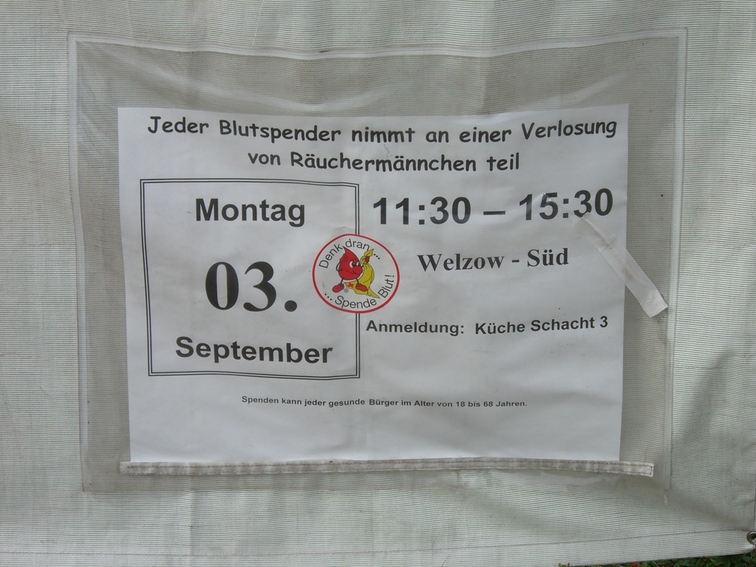 Jeder Blutspender nimmt an einer Verlosung
von Räuchermännchen teil
Montag
03.
September
11:30 – 15:30
Welzow - Süd
Anmeldung: Küche Schacht 3
Denk dran...
...Spende Blut!
Spenden kann jeder gesunde Bürger im Alter von 18 bis 68 Jahren.